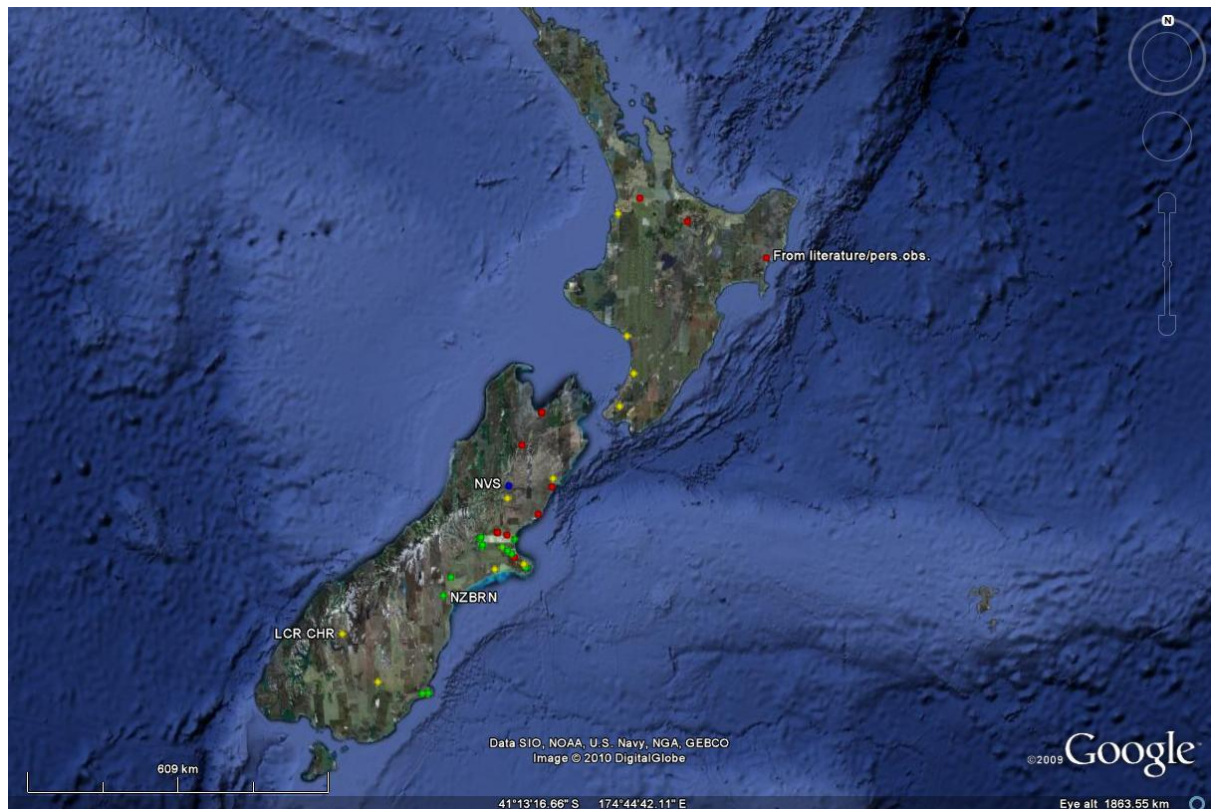 N
From literature/pers.obs.
NVS
NZBRN
LCR CHR
Data SIO, NOAA, U.S. Navy, NGA, GEBCO
Image © 2010 DigitalGlobe
©2009 Google
609 km
41°13'16.66" S 174°44'42.11" E
Eye alt 1863.55 km